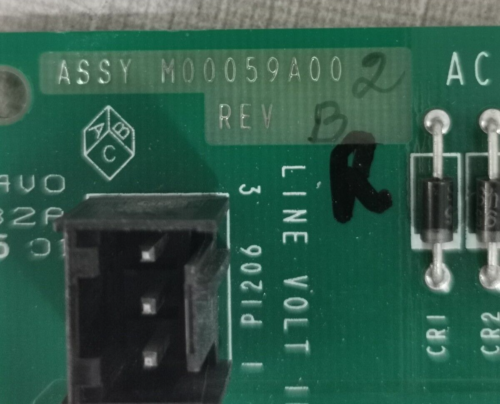 ASSY M00059A00 2
REV B
R
AC
A B
C
3
P1206
1
LINE VOLT
CR1
CR2